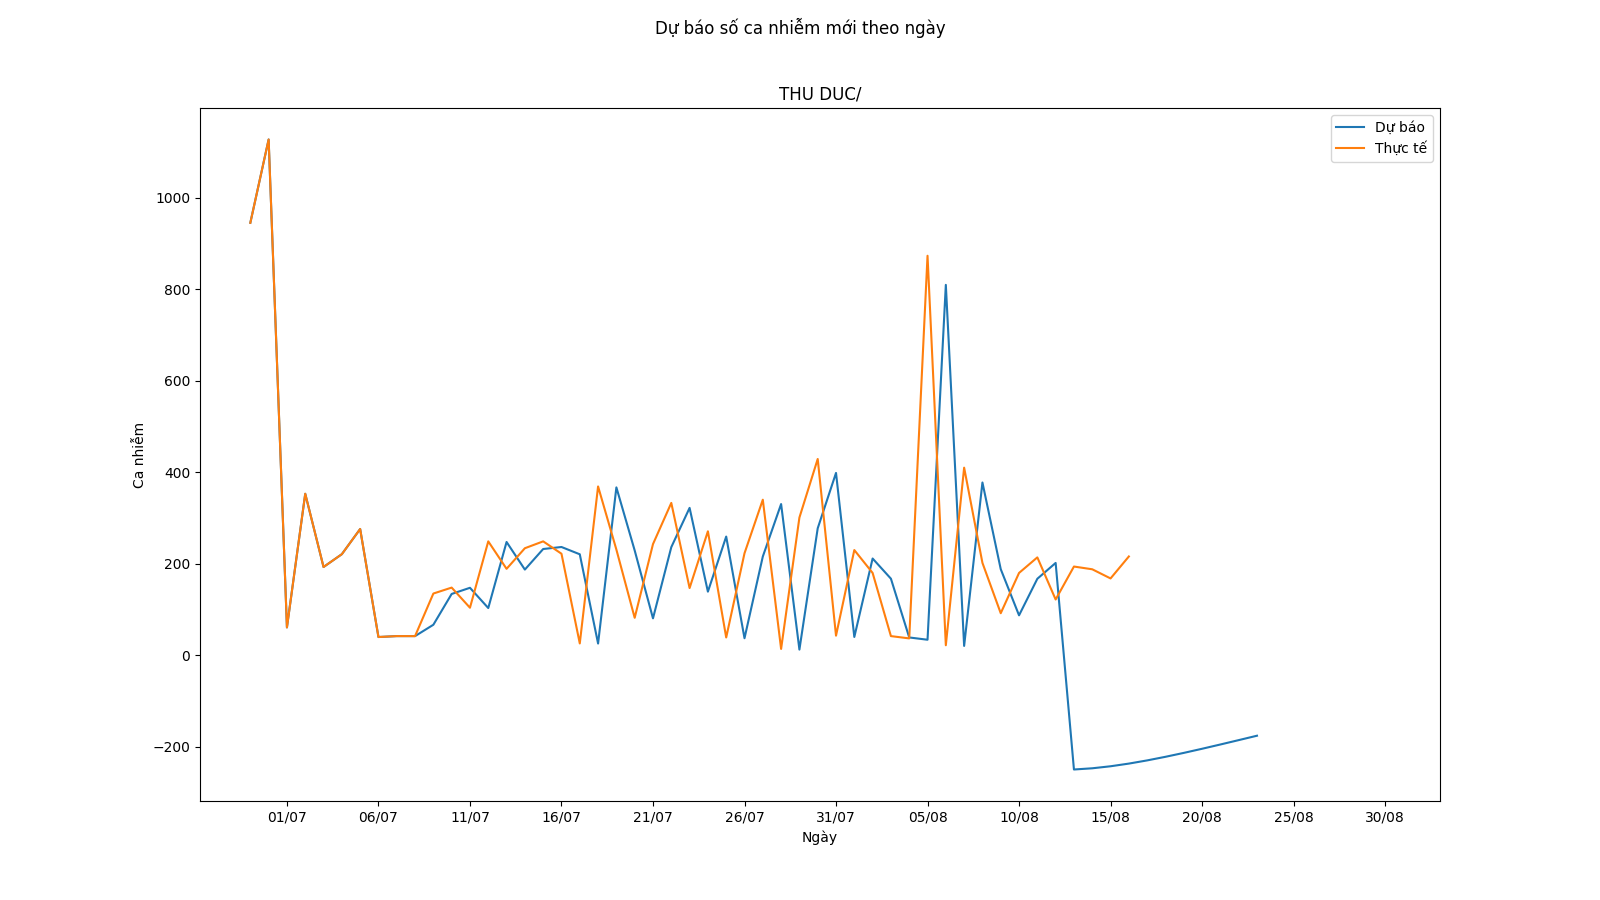 Dự báo số ca nhiễm mới theo ngày
THU DUC/
Dự báo
Thực tế
1000
800
600
400
200
0
−200
Ca nhiễm
01/07 06/07 11/07 16/07 21/07 26/07 31/07 05/08 10/08 15/08 20/08 25/08 30/08
Ngày